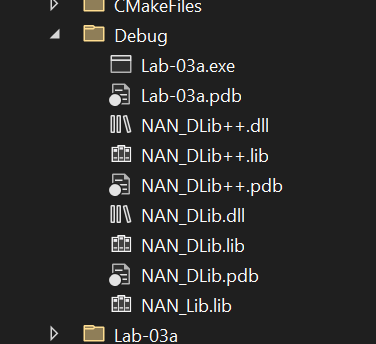 CMakeFiles
Debug
Lab-03a.exe
Lab-03a.pdb
NAN_DLib++.dll
NAN_DLib++.lib
NAN_DLib++.pdb
NAN_DLib.dll
NAN_DLib.lib
NAN_DLib.pdb
NAN_Lib.lib
Lab-03a